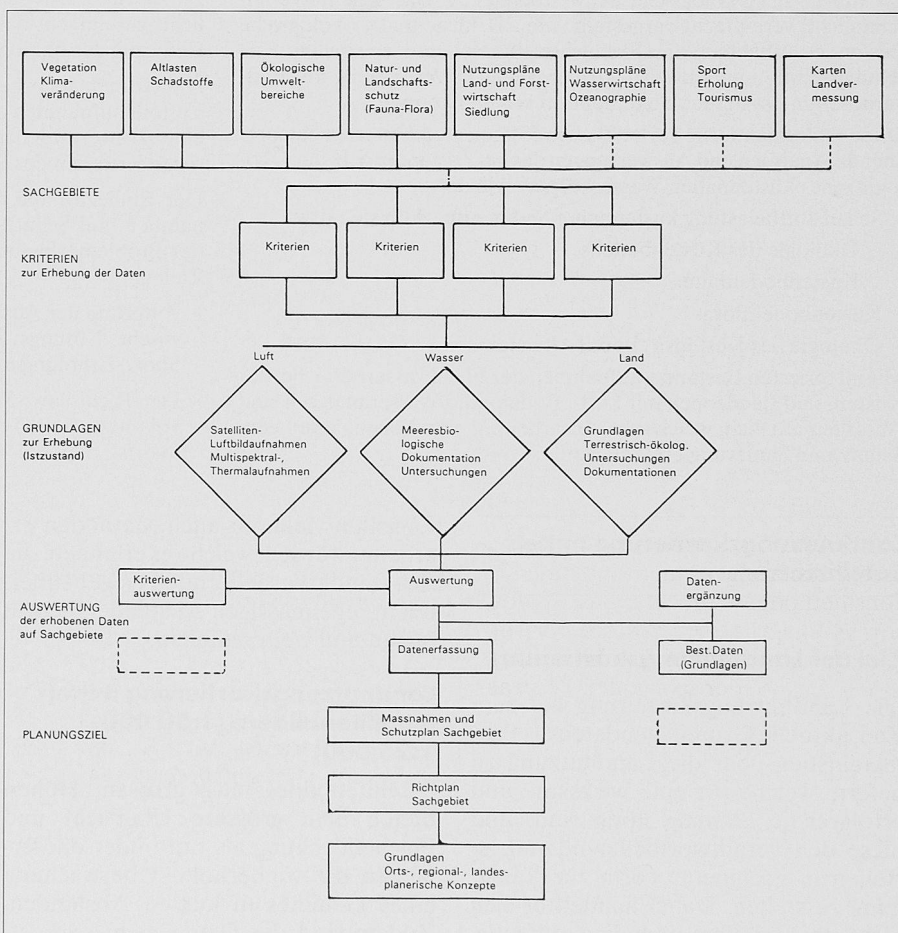 Vegetation
Klima-
veränderung
Altlasten
Schadstoffe
Ökologische
Umwelt-
bereiche
Natur- und
Landschafts-
schutz
(Fauna-Flora)
Nutzungspläne
Land- und Forst-
wirtschaft
Siedlung
Nutzungspläne
Wasserwirtschaft
Ozeanographie
Sport
Erholung
Tourismus
Karten
Landver-
messung
SACHGEBIETE
KRITERIEN
zur Erhebung der Daten
Kriterien
Kriterien
Kriterien
Kriterien
Luft
Wasser
Land
GRUNDLAGEN
zur Erhebung
(Istzustand)
Satelliten-
Luftbildaufnahmen
Multispektral-,
Thermalaufnahmen
Meeresbio-
logische
Dokumentation
Untersuchungen
Grundlagen
Terrestrisch-ökolog.
Untersuchungen
Dokumentationen
AUSWERTUNG
der erhobenen Daten
auf Sachgebiete
Kriterien-
auswertung
Auswertung
Daten-
ergänzung
Datenerfassung
Best. Daten
(Grundlagen)
PLANUNGSZIEL
Massnahmen und
Schutzplan Sachgebiet
Richtplan
Sachgebiet
Grundlagen
Orts-, regional-, landes-
planerische Konzepte